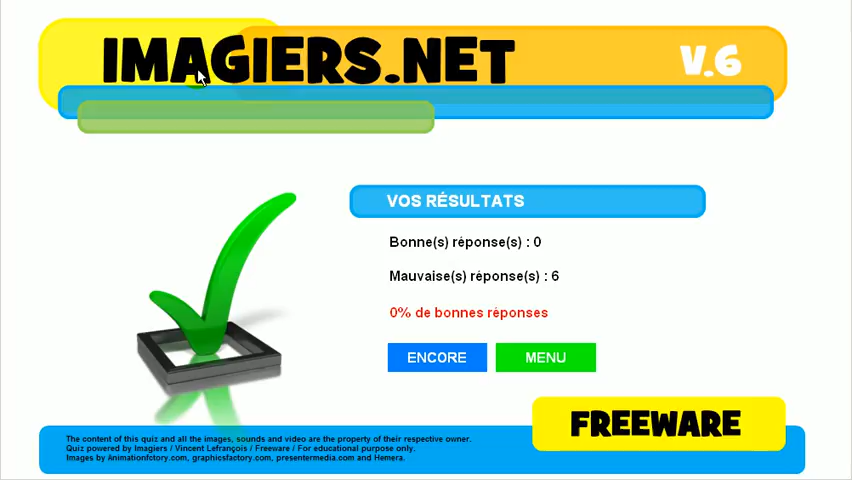 IMAGIERS.NET
V.6
VOS RÉSULTATS
Bonne(s) réponse(s) : 0
Mauvaise(s) réponse(s) : 6
0% de bonnes réponses
ENCORE
MENU
FREEWARE
The content of this quiz and all the images, sounds and video are the property of their respective owner.
Quiz powered by Imagiers / Vincent Lefrançois / Freeware / For educational purpose only.
Images by Animationfctory.com, graphicsfactory.com, presentermedia.com and Hemera.